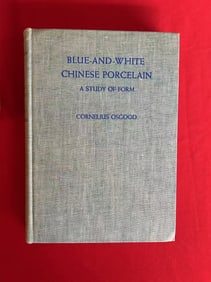 BLUE-AND-WHITE
CHINESE PORCELAIN
A STUDY OF FORM
CORNELIUS OSGOOD